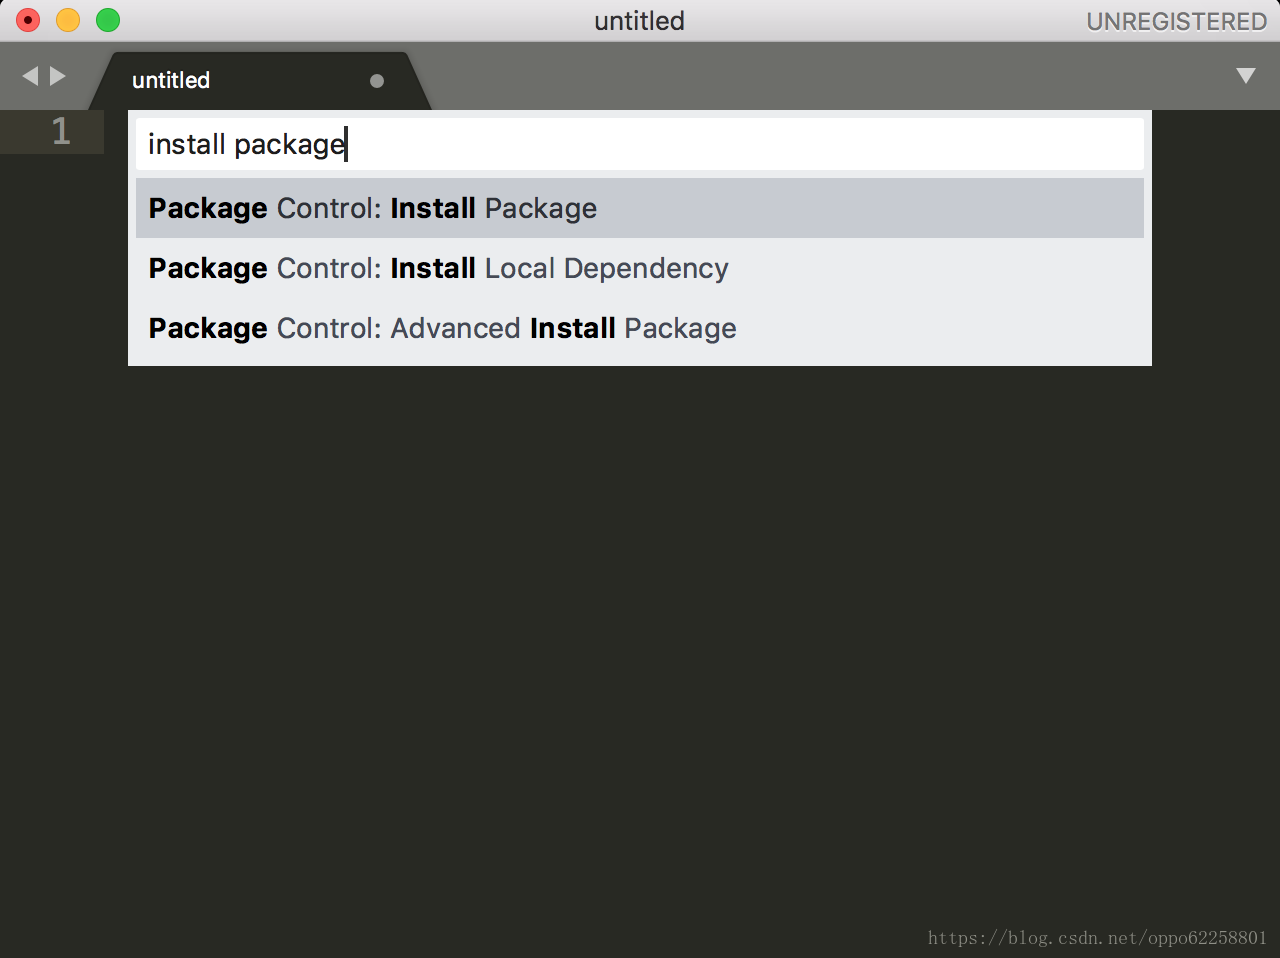 untitled
UNREGISTERED
untitled
1
install package
Package Control: Install Package
Package Control: Install Local Dependency
Package Control: Advanced Install Package
https://blog.csdn.net/oppo62258801